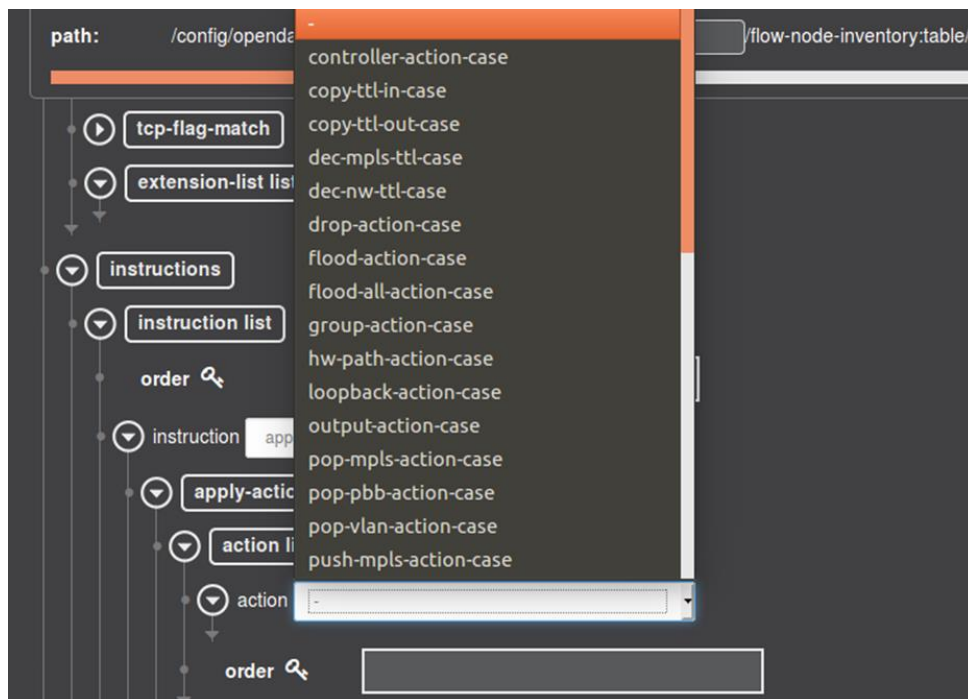 path: /config/openda /flow-node-inventory:table/
-
controller-action-case
copy-ttl-in-case
copy-ttl-out-case
dec-mpls-ttl-case
dec-nw-ttl-case
drop-action-case
flood-action-case
flood-all-action-case
group-action-case
hw-path-action-case
loopback-action-case
output-action-case
pop-mpls-action-case
pop-pbb-action-case
pop-vlan-action-case
push-mpls-action-case
tcp-flag-match
extension-list list
instructions
instruction list
order
instruction app
apply-actio
action li
action -
order